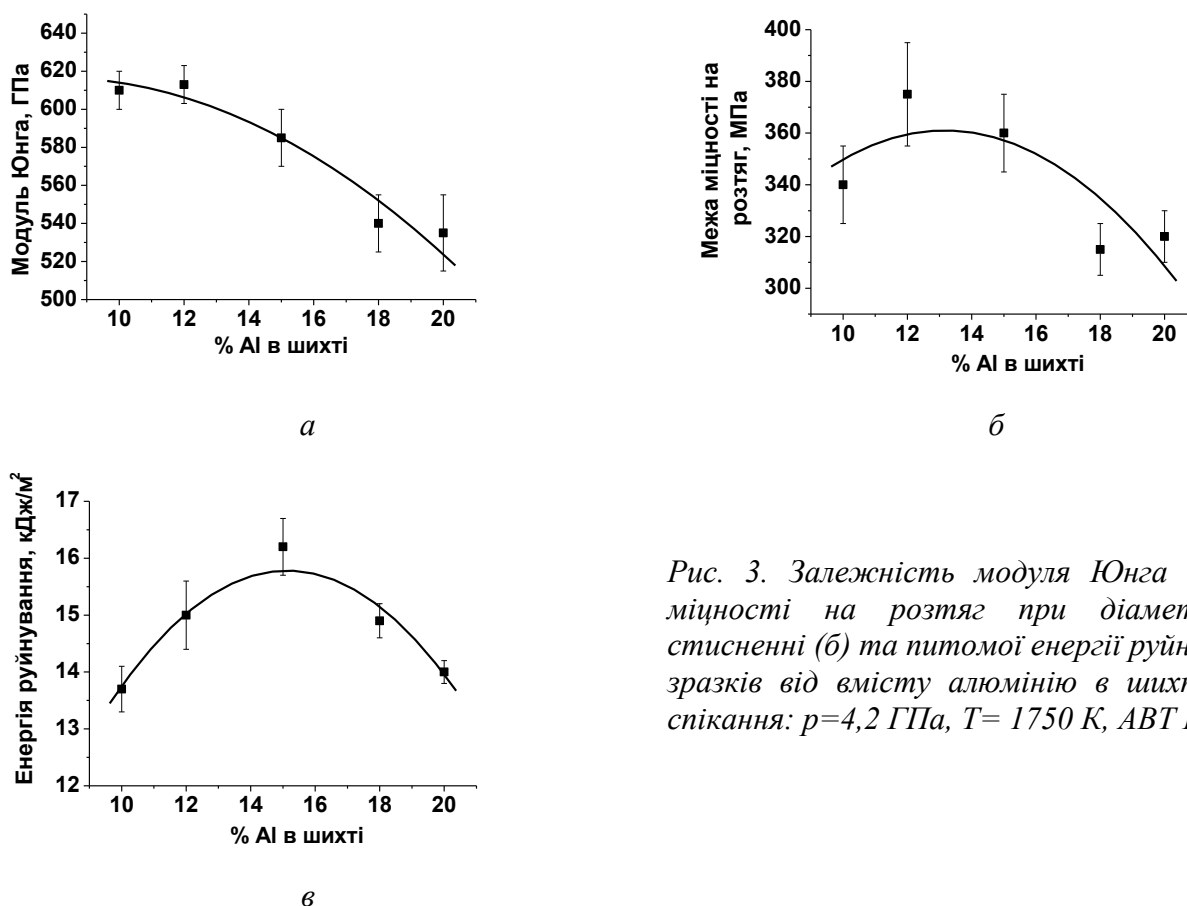 640
620
600
580
560
540
520
500
Модуль Юнга, ГПа
10 12 14 16 18 20
% Al в шихті
а
400
380
360
340
320
300
Межа міцності на
розтяг, МПа
10 12 14 16 18 20
% Al в шихті
б
17
16
15
14
13
12
Енергія руйнування, кДж/м²
10 12 14 16 18 20
% Al в шихті
в
Рис. 3. Залежність модуля Юнга
міцності на розтяг при
стисненні (б) та питомої енергії
зразків від вмісту алюмінію в
спікання: p=4,2 ГПа, T= 1750 К, АВТ